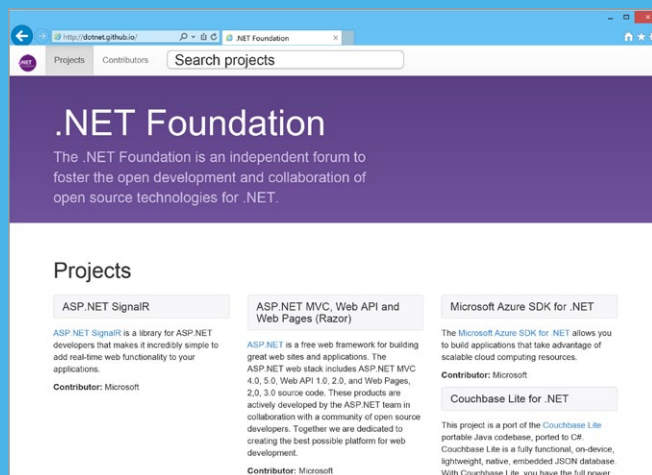 http://dotnet.github.io/
.NET Foundation
.NET
Projects
Contributors
Search projects
.NET Foundation
The .NET Foundation is an independent forum to
foster the open development and collaboration of
open source technologies for .NET.
Projects
ASP.NET SignalR
ASP.NET SignalR is a library for ASP.NET
developers that makes it incredibly simple to
add real-time web functionality to your
applications.
Contributor: Microsoft
ASP.NET MVC, Web API and
Web Pages (Razor)
ASP.NET is a free web framework for building
great web sites and applications. The
ASP.NET web stack includes ASP.NET MVC
4.0, 5.0, Web API 1.0, 2.0, and Web Pages,
2,0, 3.0 source code. These products are
actively developed by the ASP.NET team in
collaboration with a community of open source
developers. Together we are dedicated to
creating the best possible platform for web
development.
Contributor: Microsoft
Microsoft Azure SDK for .NET
The Microsoft Azure SDK for .NET allows you
to build applications that take advantage of
scalable cloud computing resources.
Contributor: Microsoft
Couchbase Lite for .NET
This project is a port of the Couchbase Lite
portable Java codebase, ported to C#.
Couchbase Lite is a fully functional, on-device,
lightweight, native, embedded JSON database.
With Couchbase Lite, you have the full power